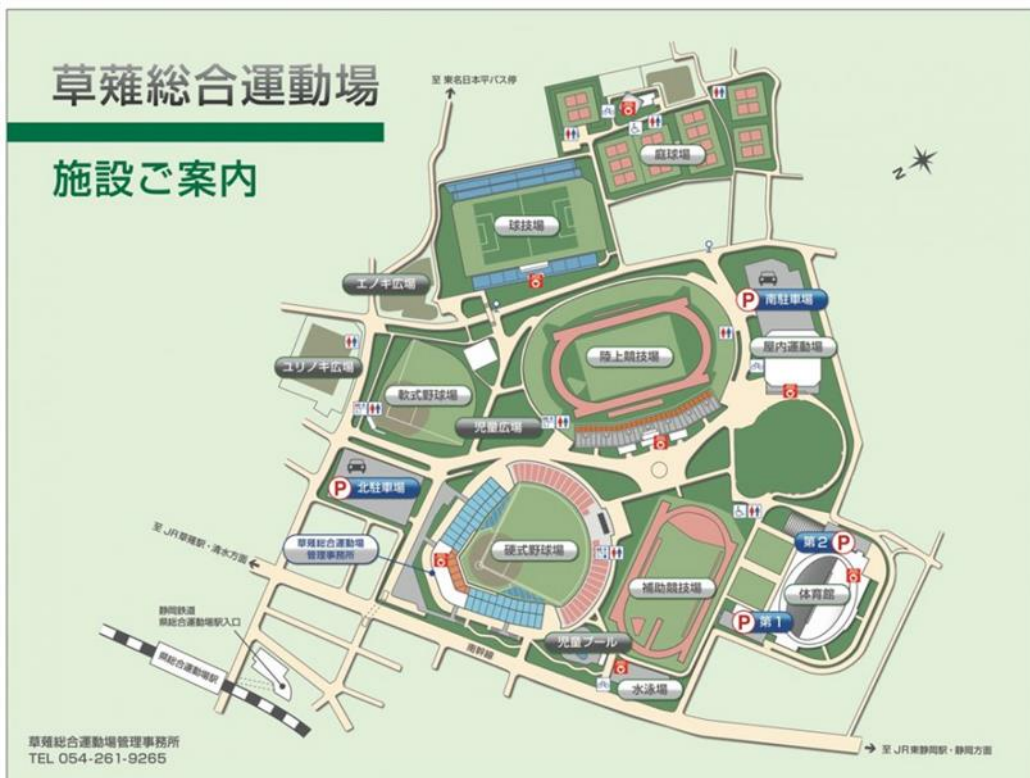 草薙総合運動場
施設ご案内
至 東名日本平バス停
庭球場
N
球技場
エノキ広場
P 南駐車場
屋内運動場
陸上競技場
ユリノキ広場
軟式野球場
児童広場
P 北駐車場
至 JR草薙駅・清水方面
草薙総合運動場
管理事務所
硬式野球場
第2 P
体育館
補助競技場
P 第1
静岡鉄道
県総合運動場駅入口
児童プール
南幹線
県総合運動場駅
水泳場
至 JR東静岡駅・静岡方面
草薙総合運動場管理事務所
TEL 054-261-9265